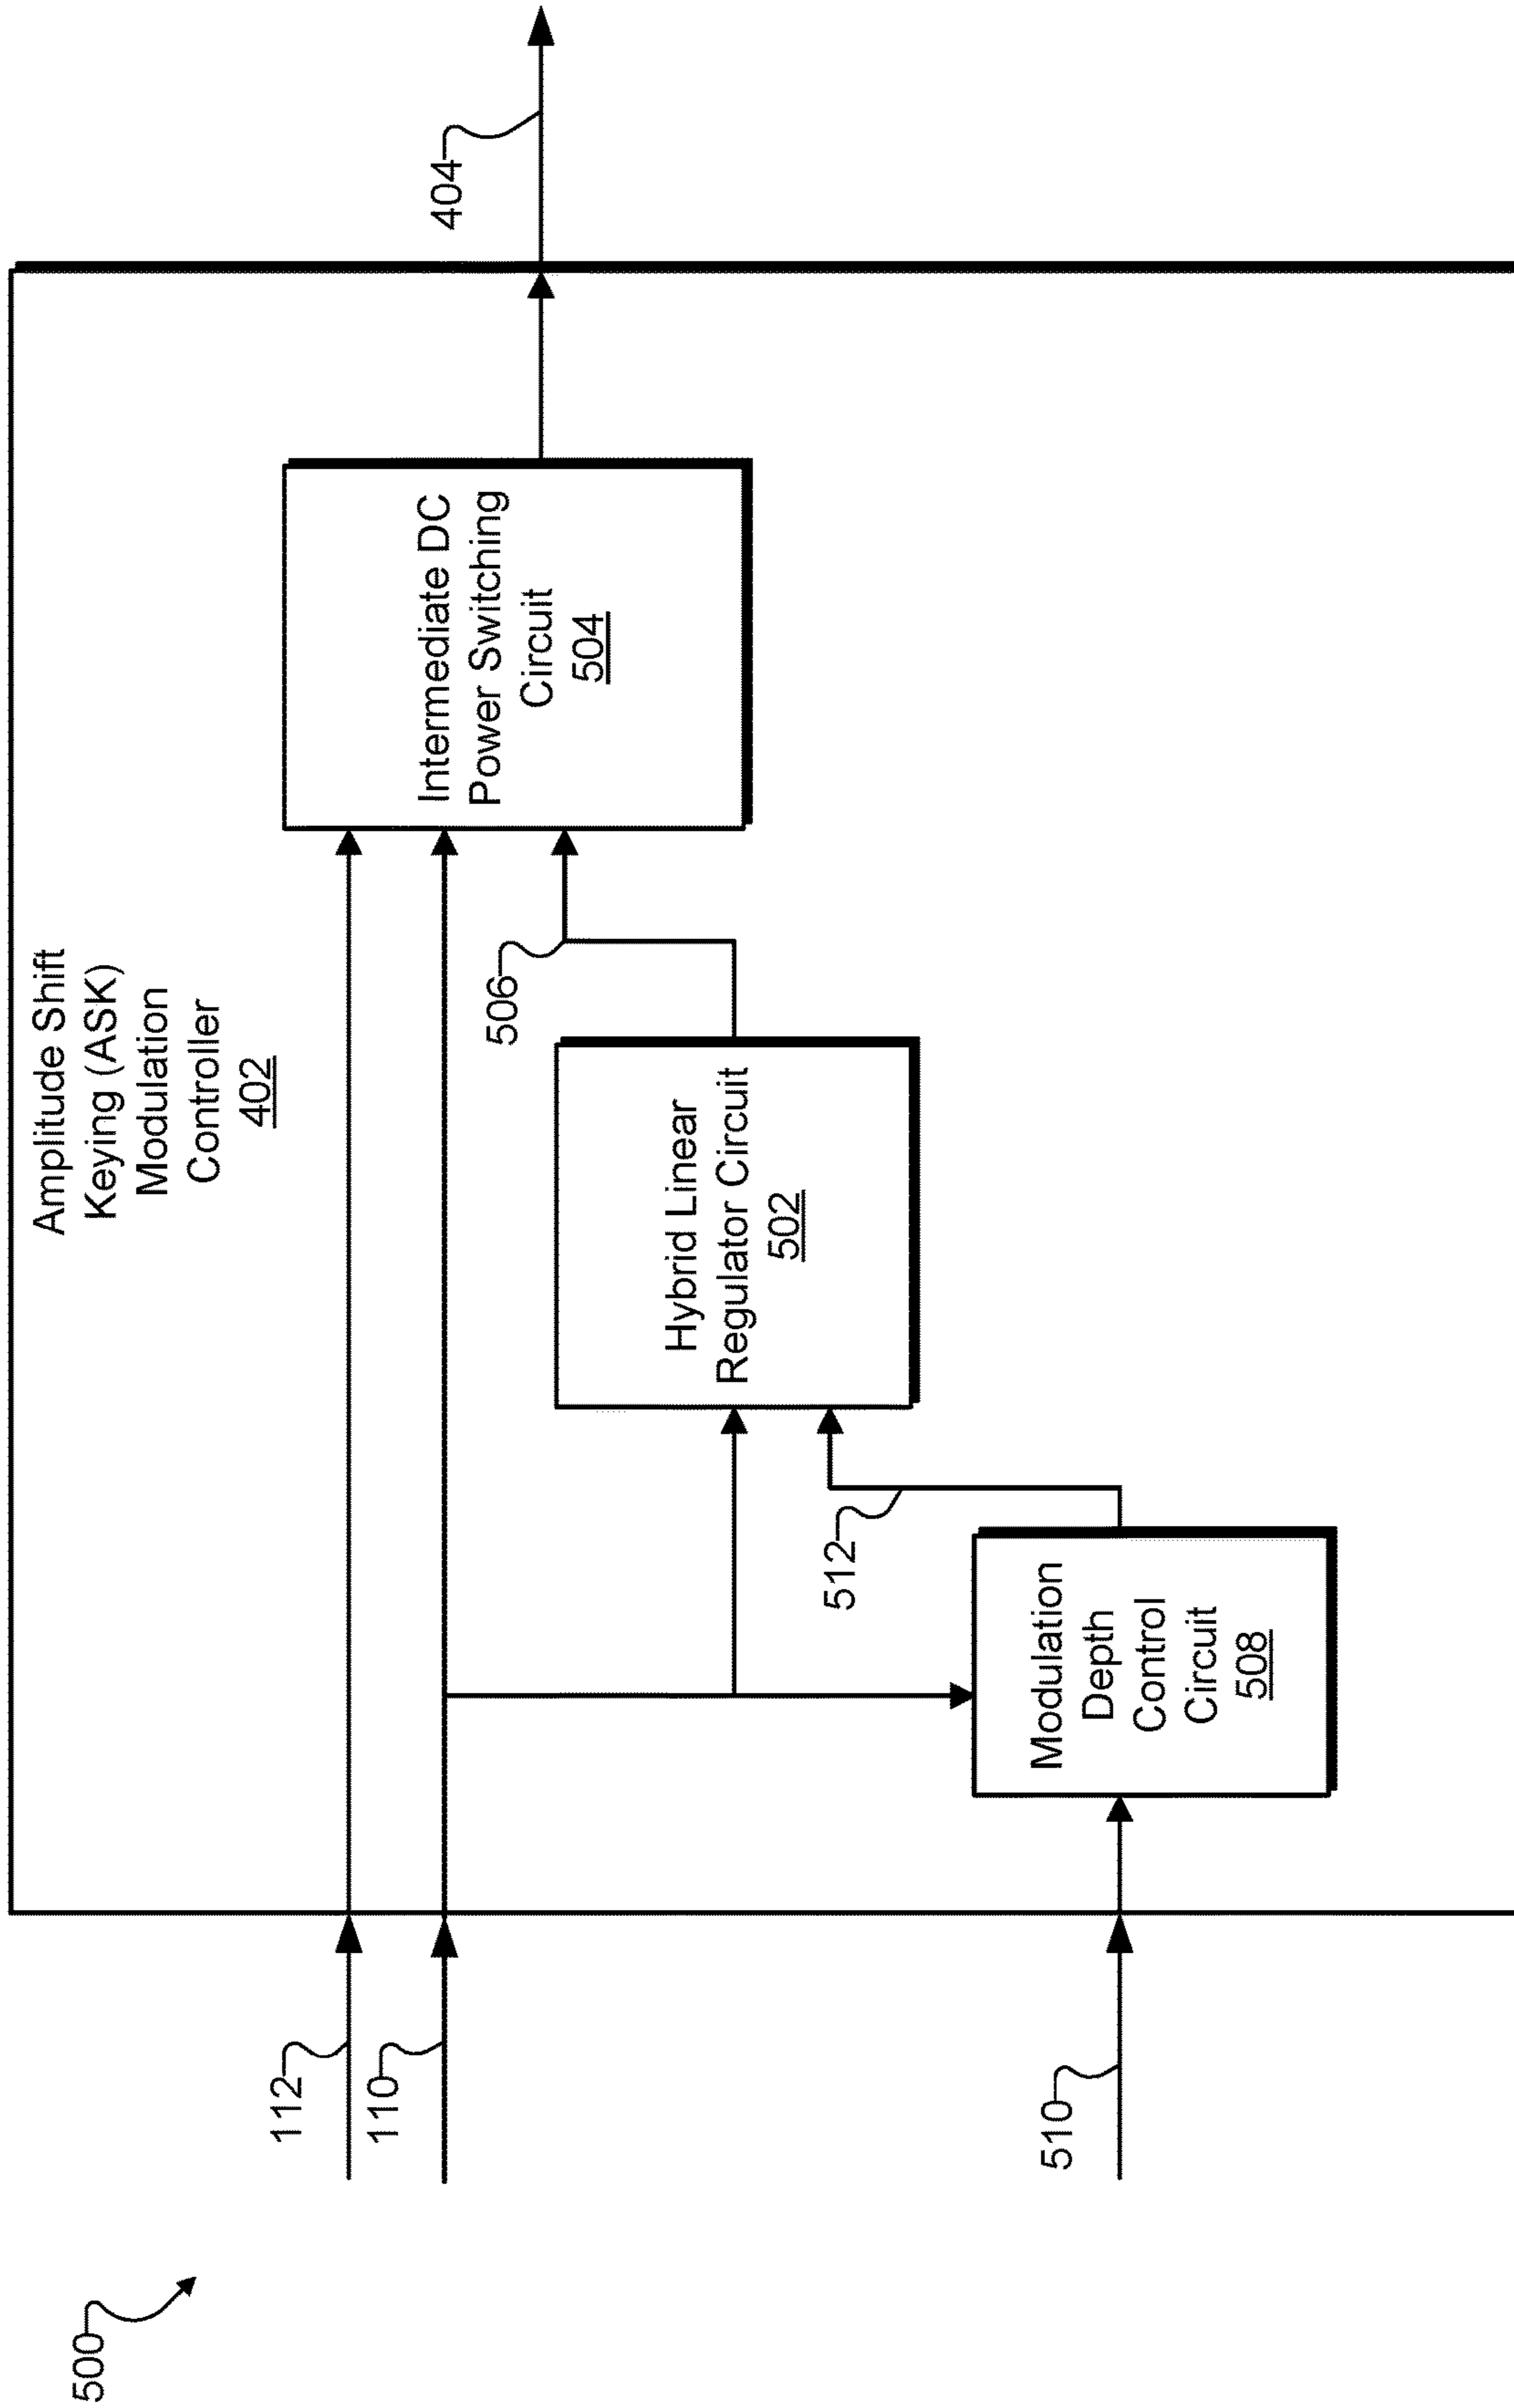 500
Amplitude Shift
Keying (ASK)
Modulation
Controller
402
112
110
404
Intermediate DC
Power Switching
Circuit
504
506
Hybrid Linear
Regulator Circuit
502
512
510
Modulation
Depth
Control
Circuit
508